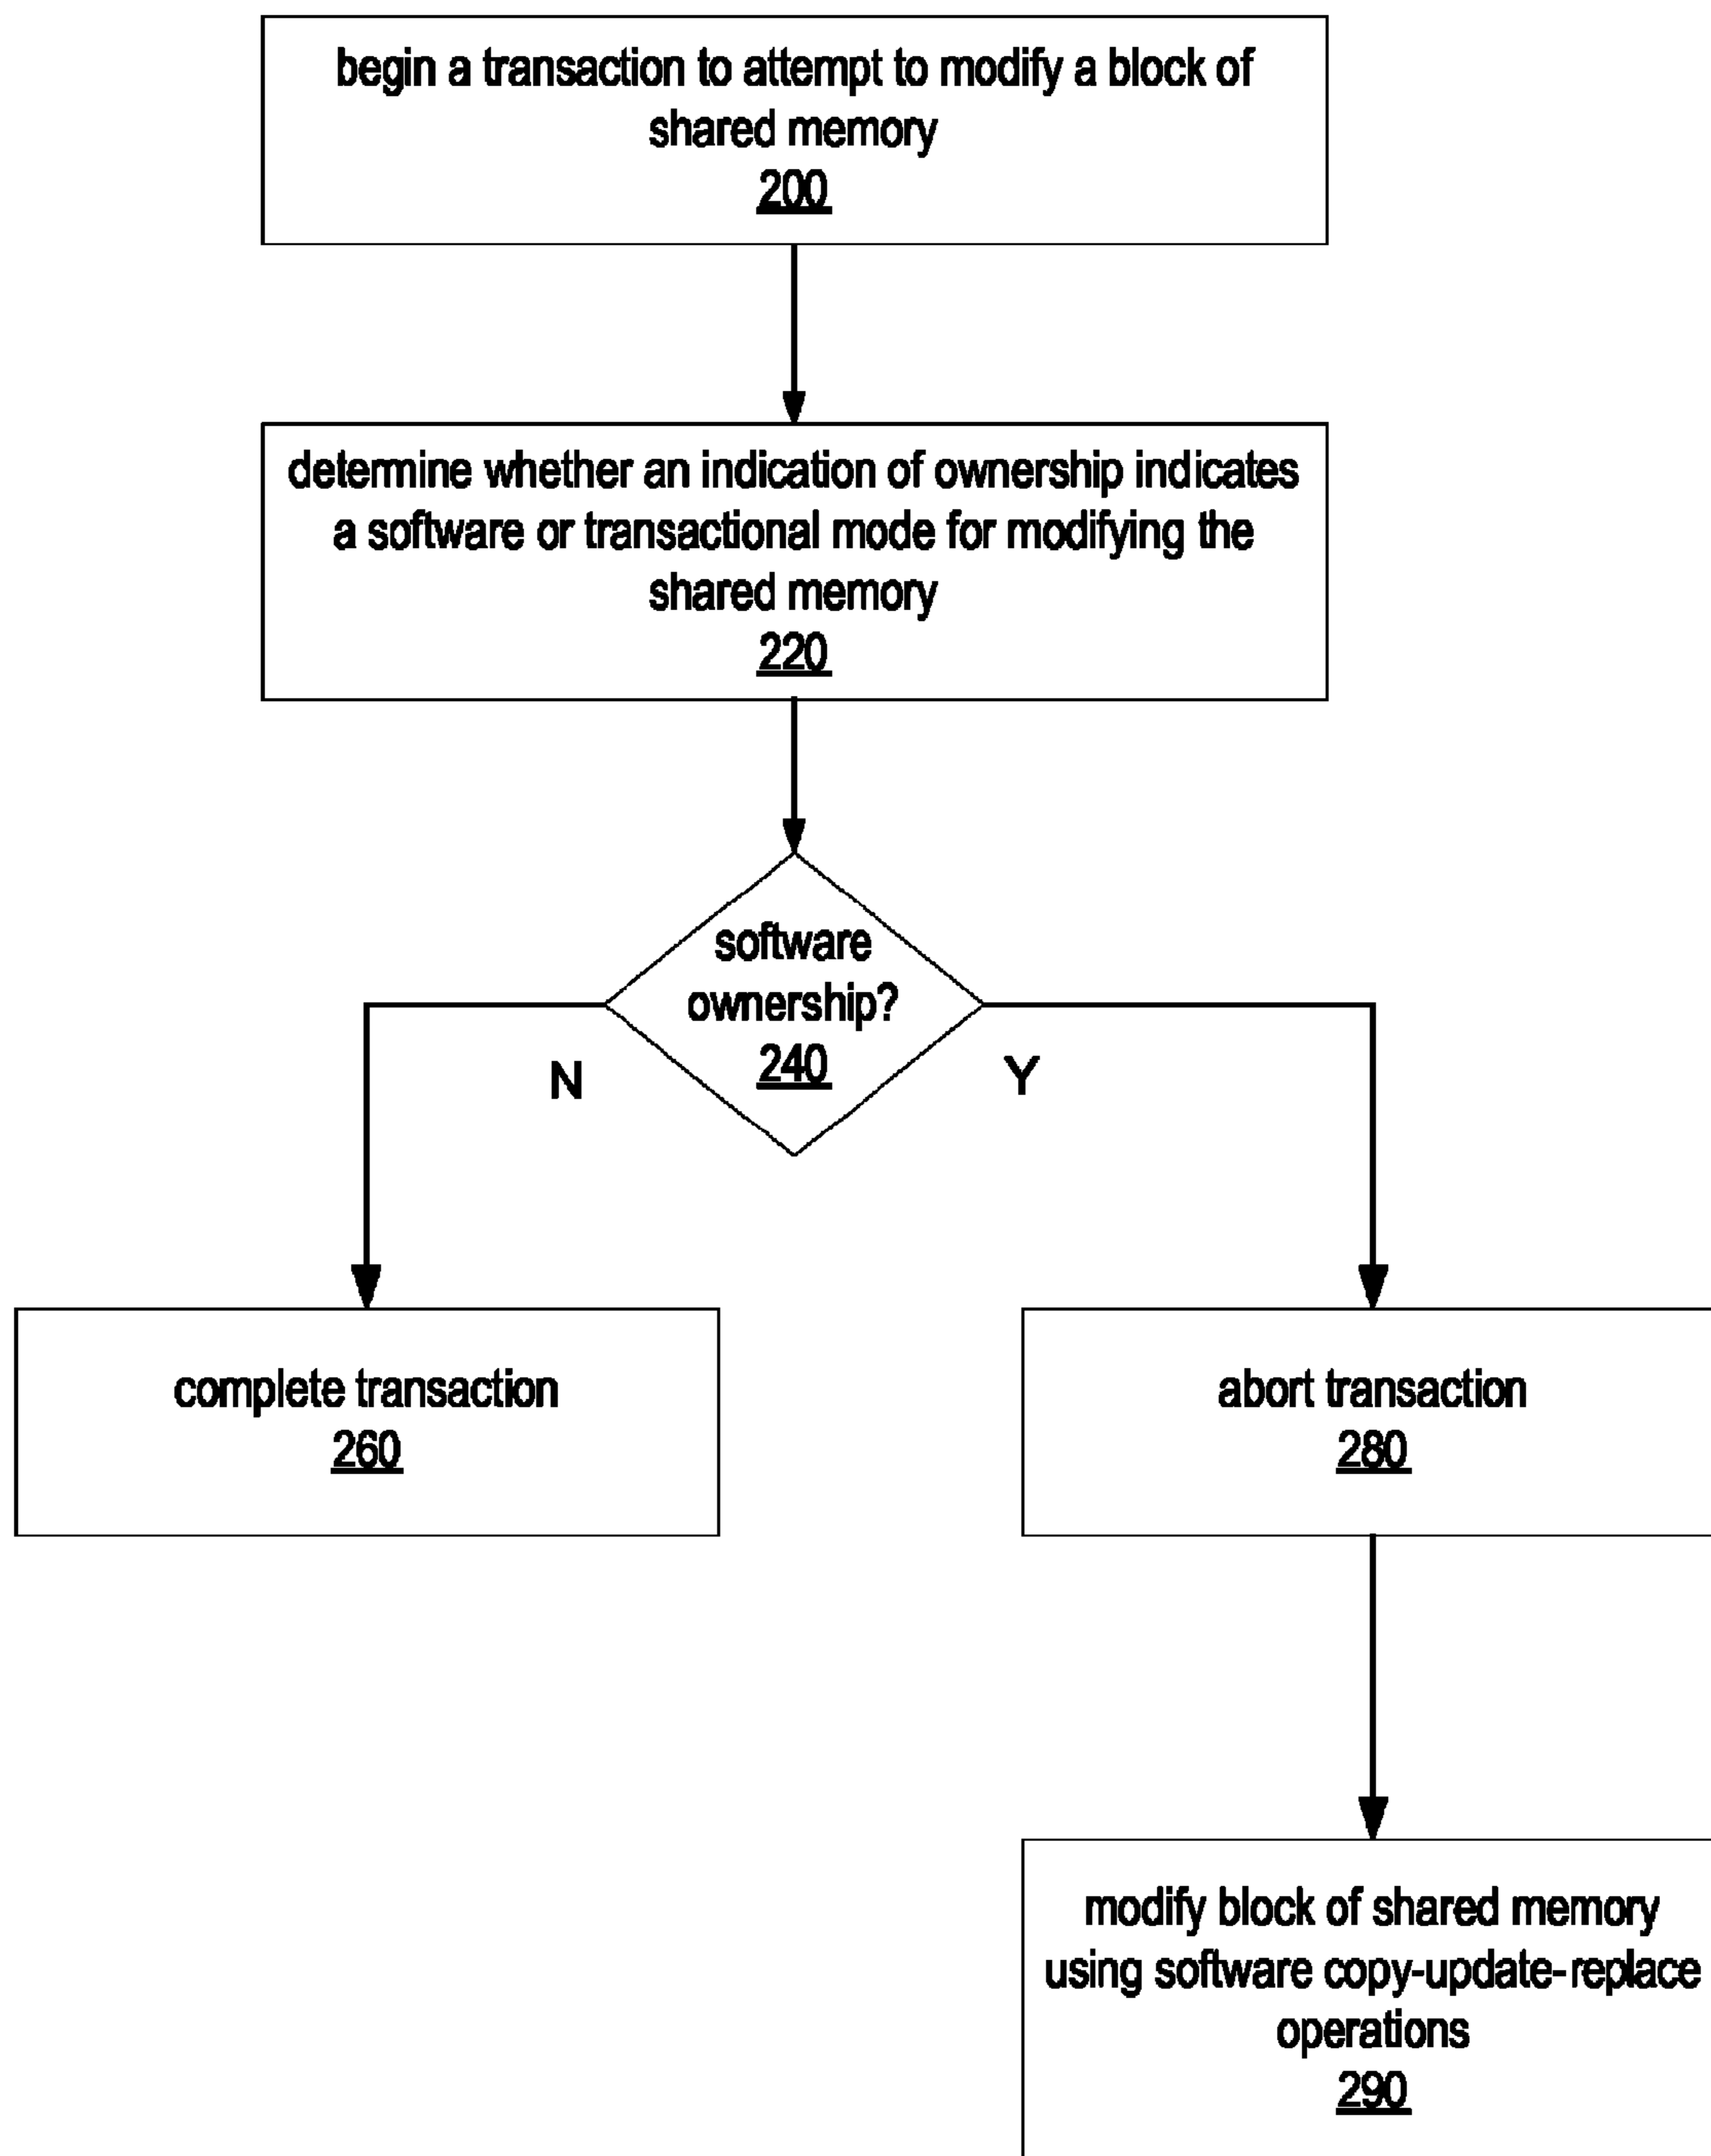 begin a transaction to attempt to modify a block of
shared memory
200
determine whether an indication of ownership indicates
a software or transactional mode for modifying the
shared memory
220
software
ownership?
240
N
Y
complete transaction
260
abort transaction
280
modify block of shared memory
using software copy-update-replace
operations
290